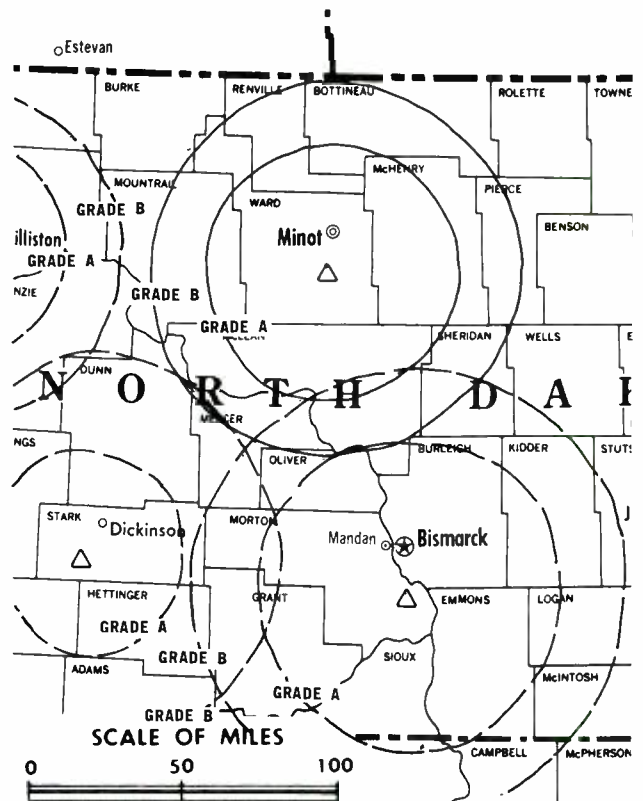 Estevan
BURKE
RENVILLE
BOTTINEAU
ROLETTE
TOWNE
McHENRY
MOUNTRAIL
PIERCE
WARD
GRADE B
BENSON
illiston
Minot
GRADE A
NZIE
GRADE B
GRADE A
SHERIDAN
WELLS
DUNN
NORTH DA
MERCER
NGS
BURLEIGH
KIDDER
STUTS
OLIVER
STARK
MORTON
J
Dickinson
Mandan
Bismarck
HETTINGER
GRANT
EMMONS
LOGAN
GRADE A
GRADE B
SIOUX
ADAMS
McINTOSH
GRADE A
GRADE B
SCALE OF MILES
CAMPBELL
McPHERSON
0 50 100